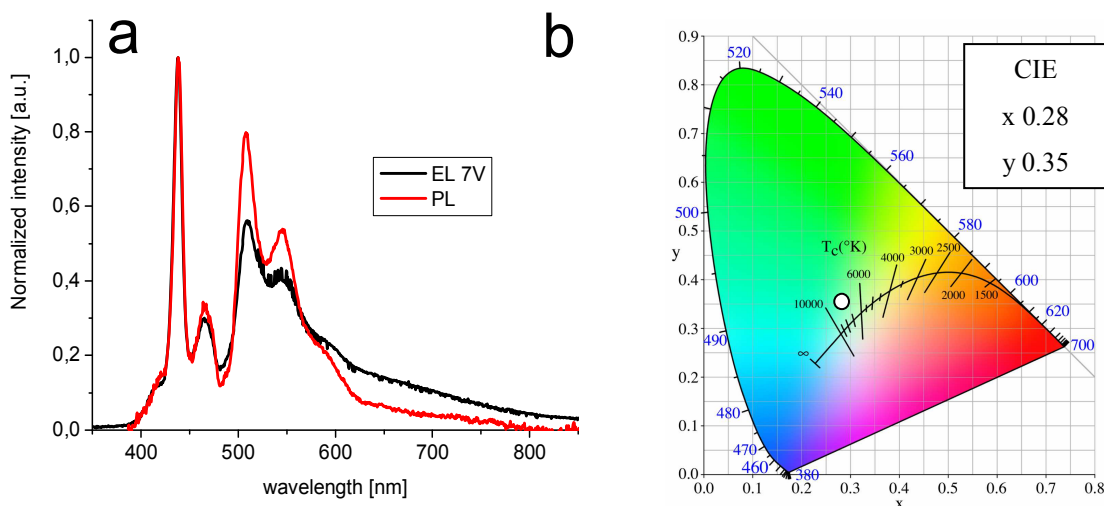 a
Normalized intensity [a.u.]
1,0
0,8
0,6
0,4
0,2
0,0
400 500 600 700 800
wavelength [nm]
EL 7V
PL
b
0.9
0.8
0.7
0.6
0.5
y
0.4
0.3
0.2
0.1
0.0
0.0 0.1 0.2 0.3 0.4 0.5 0.6 0.7 0.8
x
520
540
560
580
600
620
700
500
490
480
470
460
380
Tc(°K)
∞
10000
6000
4000
3000
2500
2000
1500
CIE
x 0.28
y 0.35